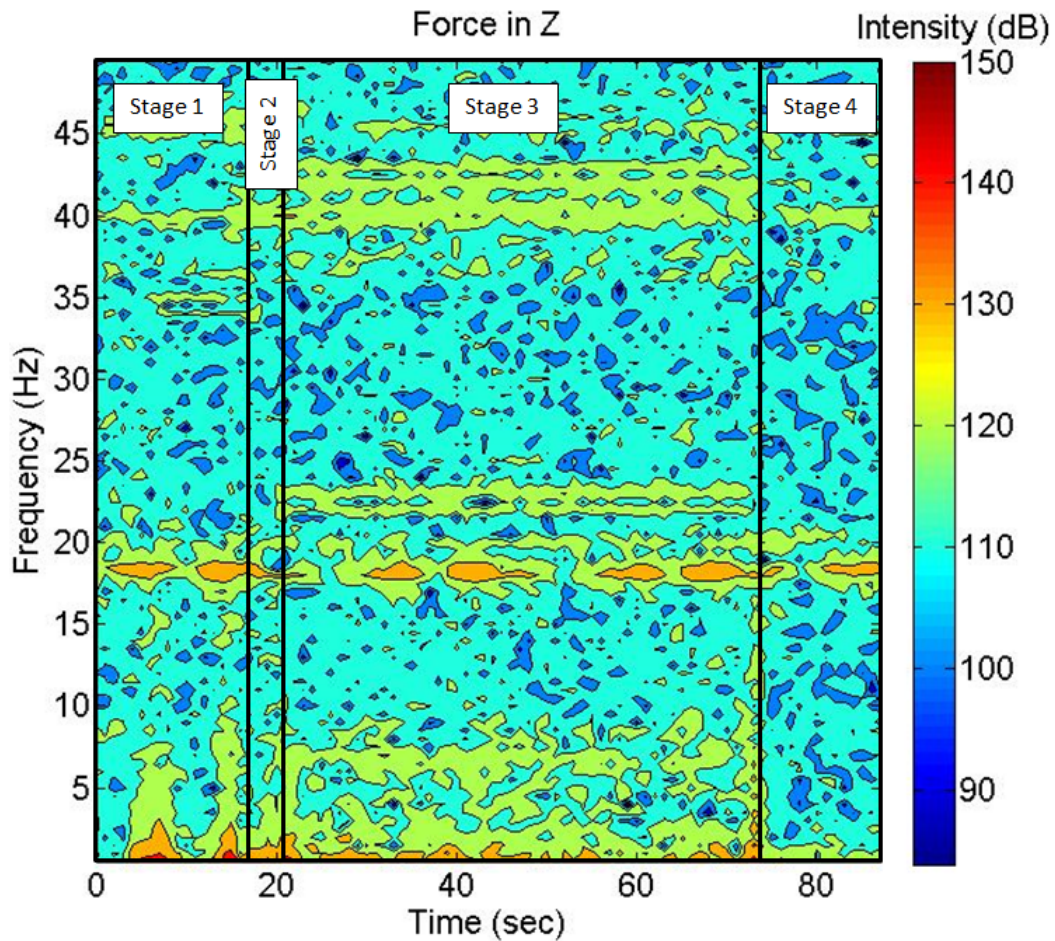 Force in Z
Intensity (dB)
Stage 1
Stage 2
Stage 3
Stage 4
45
40
35
30
25
20
15
10
5
Frequency (Hz)
0
20
40
60
80
Time (sec)
150
140
130
120
110
100
90